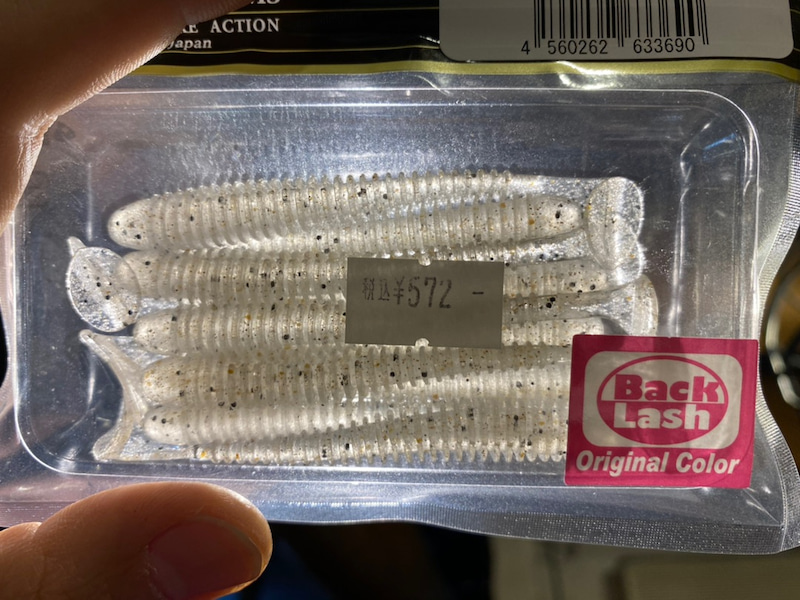 ACTION
Japan
4 560262 633690
税込¥572 -
Back
Lash
Original Color